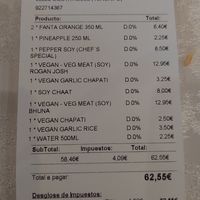 922714367
Producto: Total:
2 * FANTA ORANGE 350 ML D.0% 6.40€
1 * PINEAPPLE 250 ML D.0% 2.25€
1 * PEPPER SOY (CHEF´S D.0% 8.50€
SPECIAL)
1 * VEGAN - VEG MEAT (SOY) D.0% 12.95€
ROGAN JOSH
1 * VEGAN GARLIC CHAPATI D.0% 3.25€
1 * SOY CHAAT D.0% 8.00€
1 * VEGAN - VEG MEAT (SOY) D.0% 12.95€
BHUNA
1 * VEGAN CHAPATI D.0% 2.50€
1 * VEGAN GARLIC RICE D.0% 3.50€
1 * WATER 500ML D.0% 2.25€
SubTotal: Impuestos: Total:
58,46€ 4,09€ 62,55€
Total a pagar: 62,55€
Desglose de Impuestos: